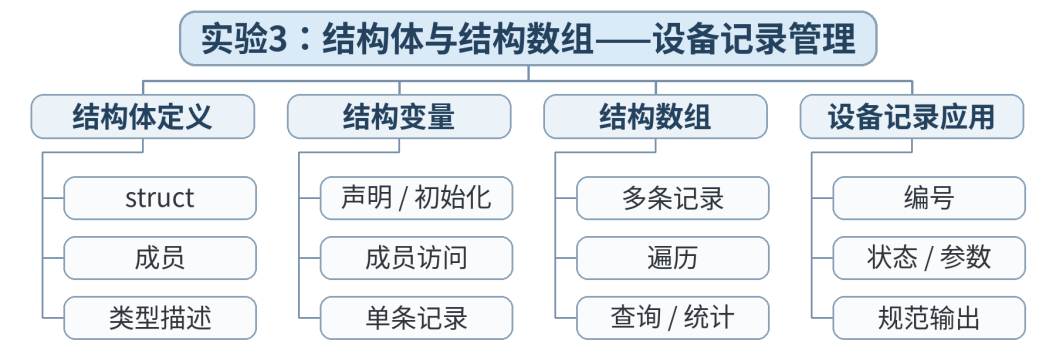 实验3：结构体与结构数组——设备记录管理
结构体定义
struct
成员
类型描述
结构变量
声明 / 初始化
成员访问
单条记录
结构数组
多条记录
遍历
查询 / 统计
设备记录应用
编号
状态 / 参数
规范输出